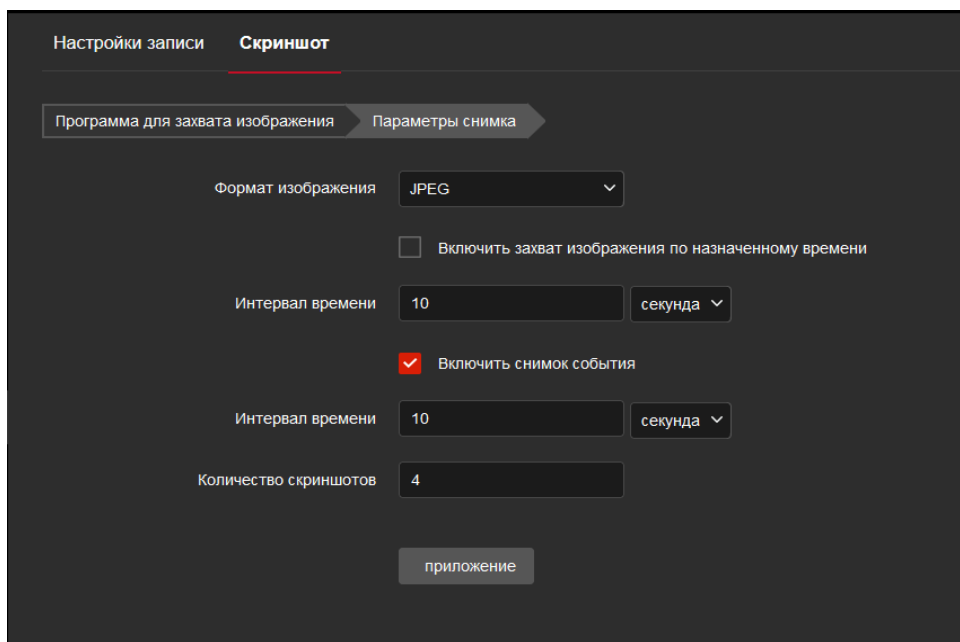 Настройки записи Скриншот
Программа для захвата изображения Параметры снимка
Формат изображения JPEG
Включить захват изображения по назначенному времени
Интервал времени 10 секунда
Включить снимок события
Интервал времени 10 секунда
Количество скриншотов 4
приложение